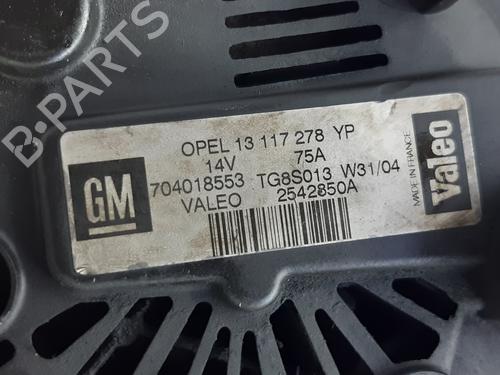 B-PARTS
OPEL 13 117 278 YP
14V 75A
704018553 TG8S013 W31/04
VALEO 2542850A
GM
MADE IN FRANCE
Valeo